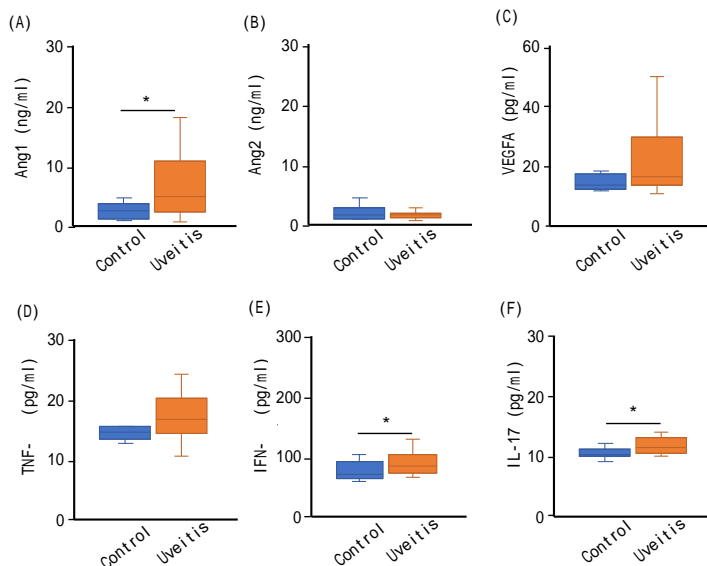 (A)
30
20
10
0
Ang1 (ng/ml)
*
Control
Uveitis
(B)
30
20
10
0
Ang2 (ng/ml)
Control
Uveitis
(C)
60
40
20
0
VEGFA (pg/ml)
Control
Uveitis
(D)
30
20
10
0
TNF- (pg/ml)
Control
Uveitis
(E)
300
200
100
0
IFN- (pg/ml)
*
Control
Uveitis
(F)
30
20
10
0
IL-17 (pg/ml)
*
Control
Uveitis